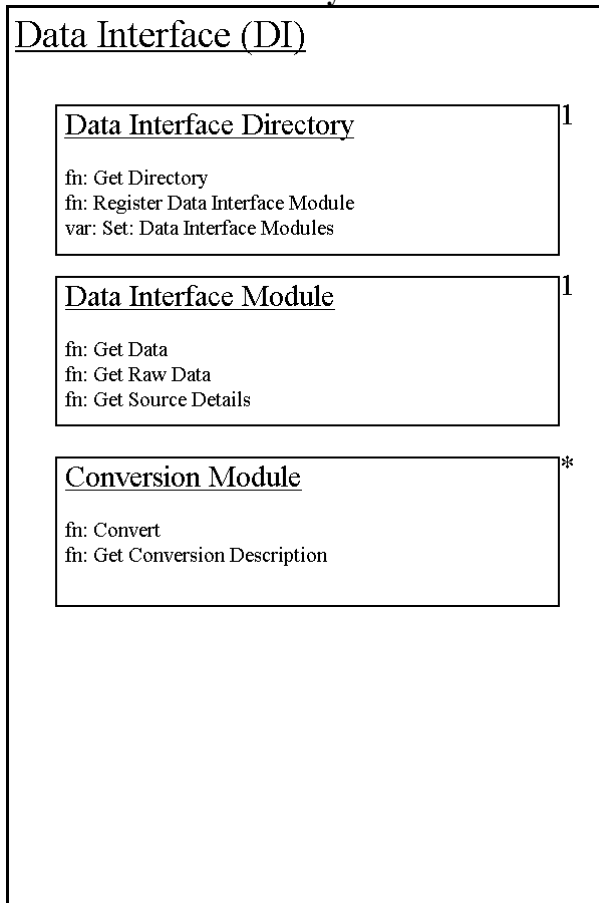 Data Interface (DI)
Data Interface Directory 1
fn: Get Directory
fn: Register Data Interface Module
var: Set: Data Interface Modules
Data Interface Module 1
fn: Get Data
fn: Get Raw Data
fn: Get Source Details
Conversion Module *
fn: Convert
fn: Get Conversion Description